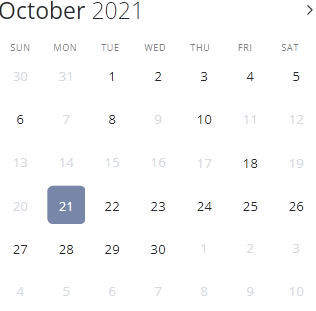 October 2021
SUN MON TUE WED THU FRI SAT
30 31 1 2 3 4 5
6 7 8 9 10 11 12
13 14 15 16 17 18 19
20 21 22 23 24 25 26
27 28 29 30 1 2 3
4 5 6 7 8 9 10